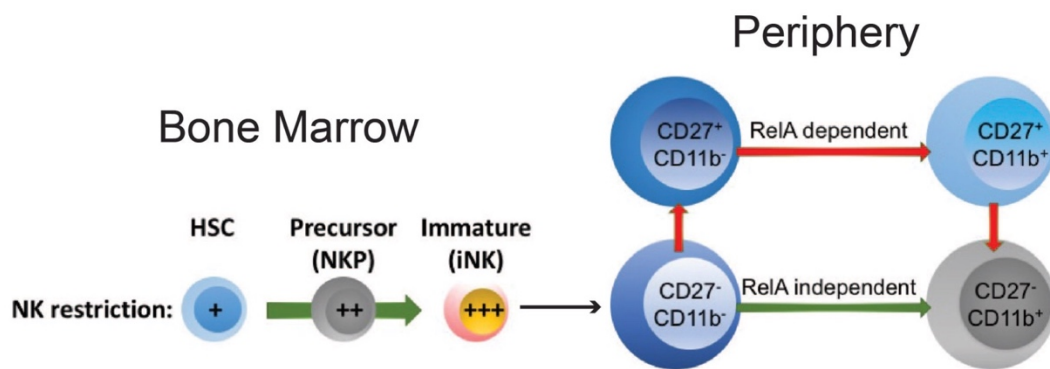 Periphery
Bone Marrow
HSC
Precursor
(NKP)
Immature
(iNK)
NK restriction:
+
++
+++
CD27⁺
CD11b⁻
RelA dependent
CD27⁺
CD11b⁺
CD27⁻
CD11b⁻
RelA independent
CD27⁻
CD11b⁺